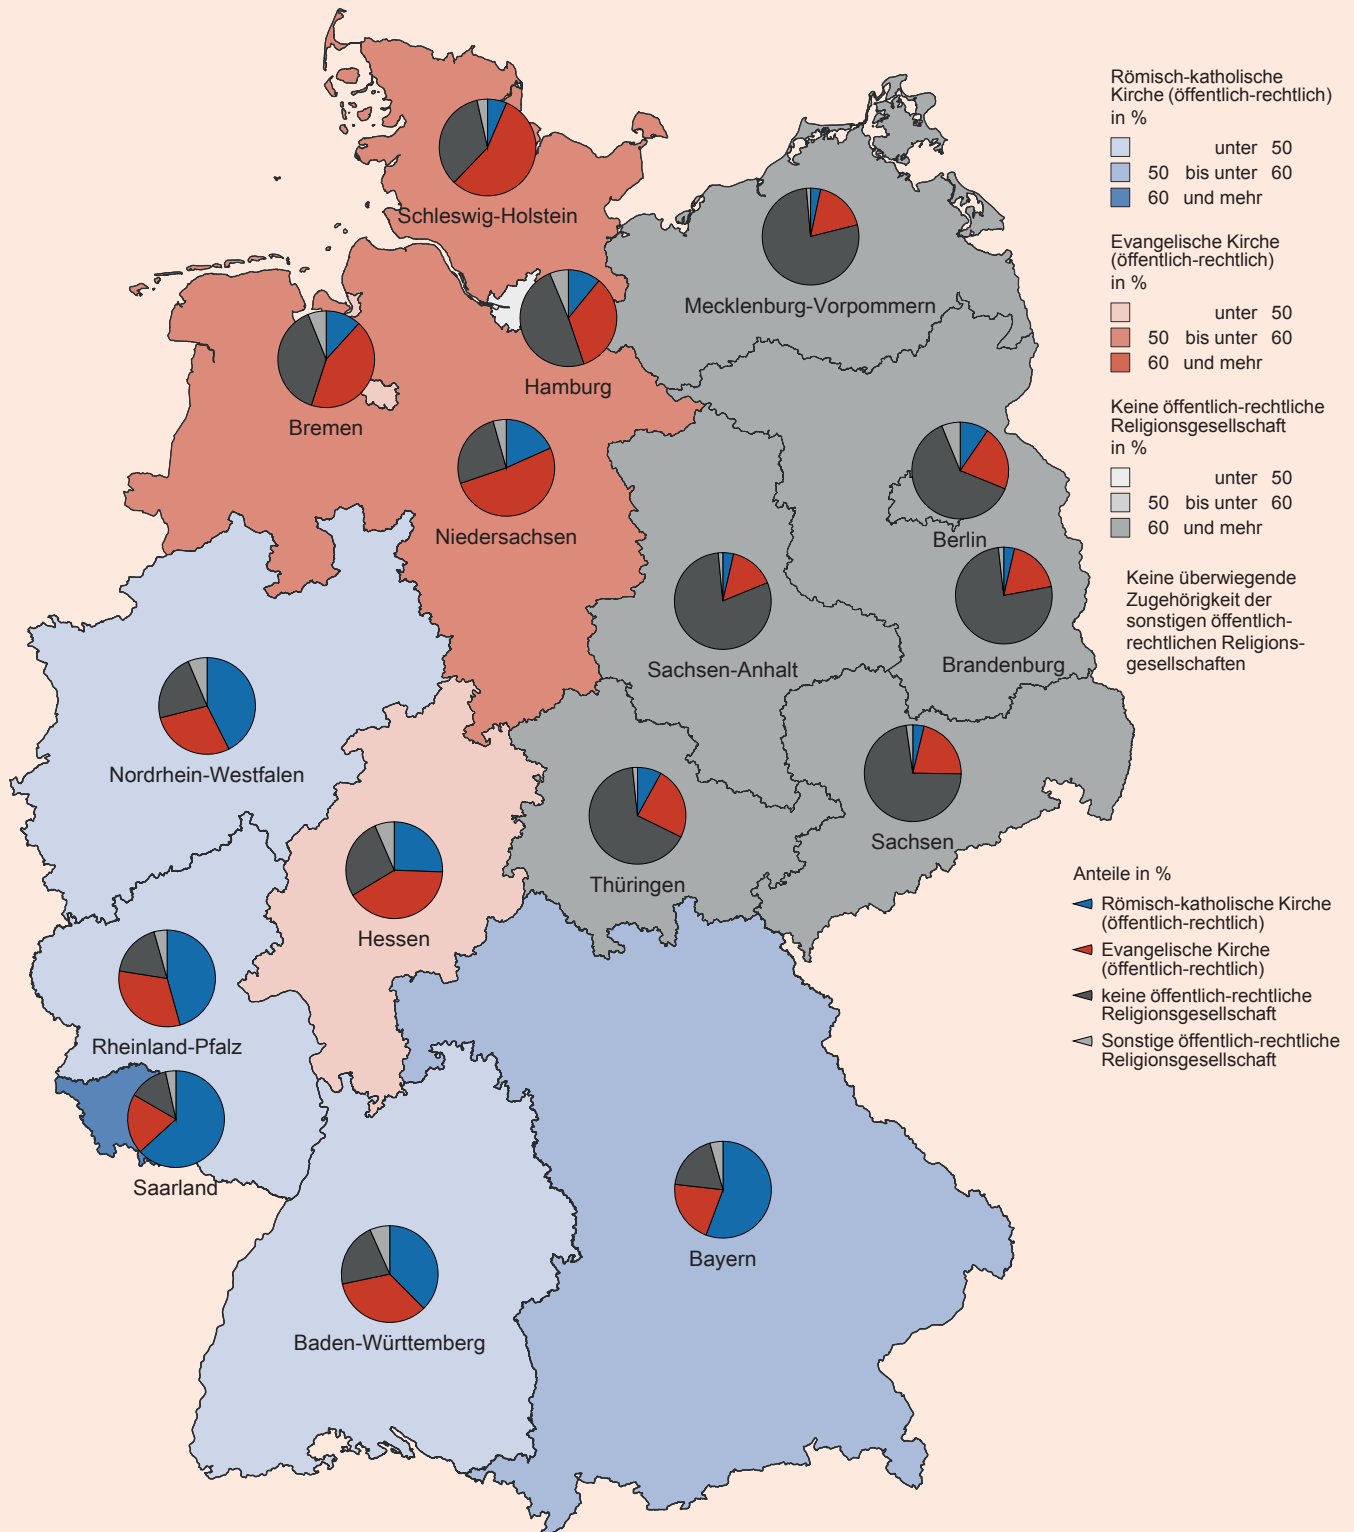 Römisch-katholische
Kirche (öffentlich-rechtlich)
in %
unter 50
50 bis unter 60
60 und mehr
Evangelische Kirche
(öffentlich-rechtlich)
in %
unter 50
50 bis unter 60
60 und mehr
Keine öffentlich-rechtliche
Religionsgesellschaft
in %
unter 50
50 bis unter 60
60 und mehr
Keine überwiegende
Zugehörigkeit der
sonstigen öffentlich-
rechtlichen Religions-
gesellschaften
Schleswig-Holstein
Mecklenburg-Vorpommern
Hamburg
Bremen
Niedersachsen
Berlin
Sachsen-Anhalt
Brandenburg
Nordrhein-Westfalen
Sachsen
Thüringen
Hessen
Rheinland-Pfalz
Saarland
Bayern
Baden-Württemberg
Anteile in %
Römisch-katholische Kirche
(öffentlich-rechtlich)
Evangelische Kirche
(öffentlich-rechtlich)
keine öffentlich-rechtliche
Religionsgesellschaft
Sonstige öffentlich-rechtliche
Religionsgesellschaft